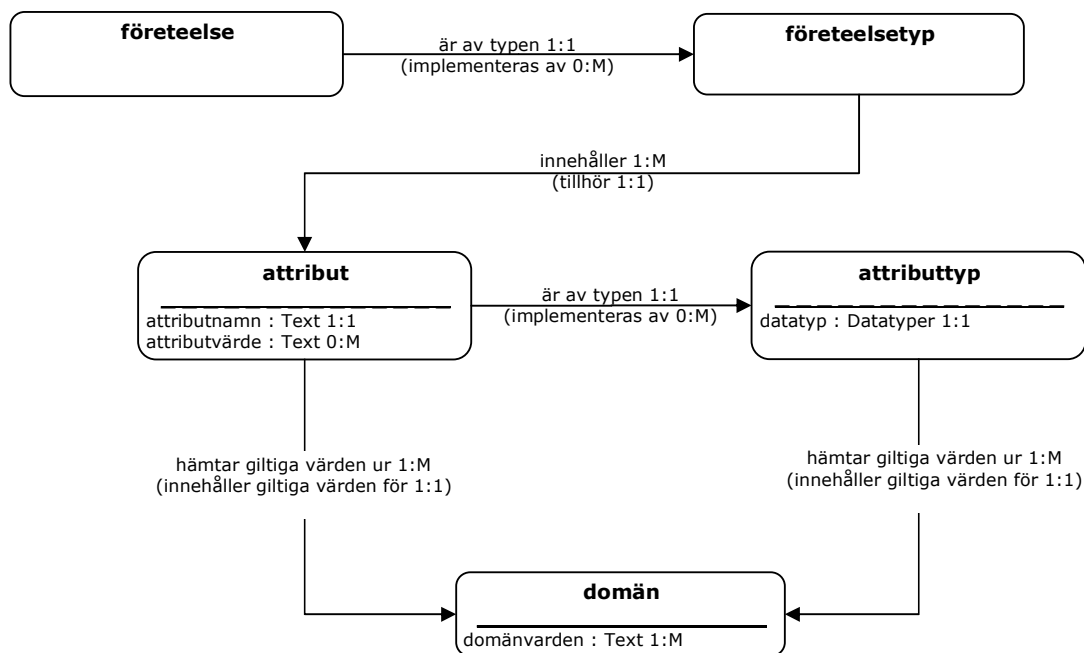 företeelse
är av typen 1:1
(implementeras av 0:M)
företeelsetyp
innehåller 1:M
(tillhör 1:1)
attribut
attributnamn : Text 1:1
attributvärde : Text 0:M
är av typen 1:1
(implementeras av 0:M)
attributtyp
datatyp : Datatyper 1:1
hämtar giltiga värden ur 1:M
(innehåller giltiga värden för 1:1)
hämtar giltiga värden ur 1:M
(innehåller giltiga värden för 1:1)
domän
domänvarden : Text 1:M